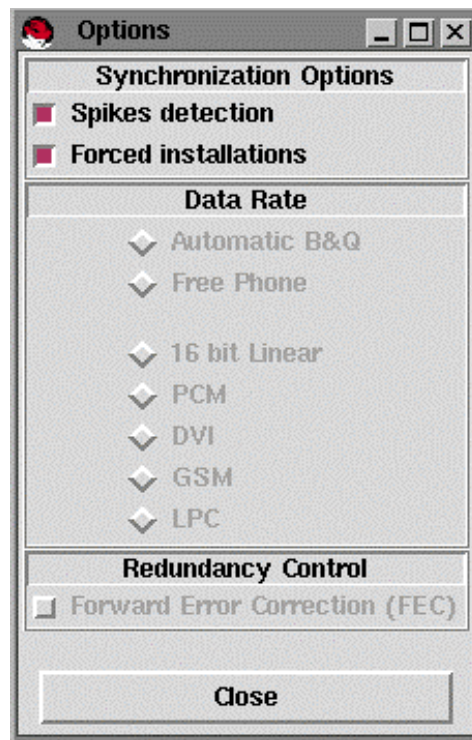 Options
Synchronization Options
Spikes detection
Forced installations
Data Rate
Automatic B&Q
Free Phone
16 bit Linear
PCM
DVI
GSM
LPC
Redundancy Control
Forward Error Correction (FEC)
Close